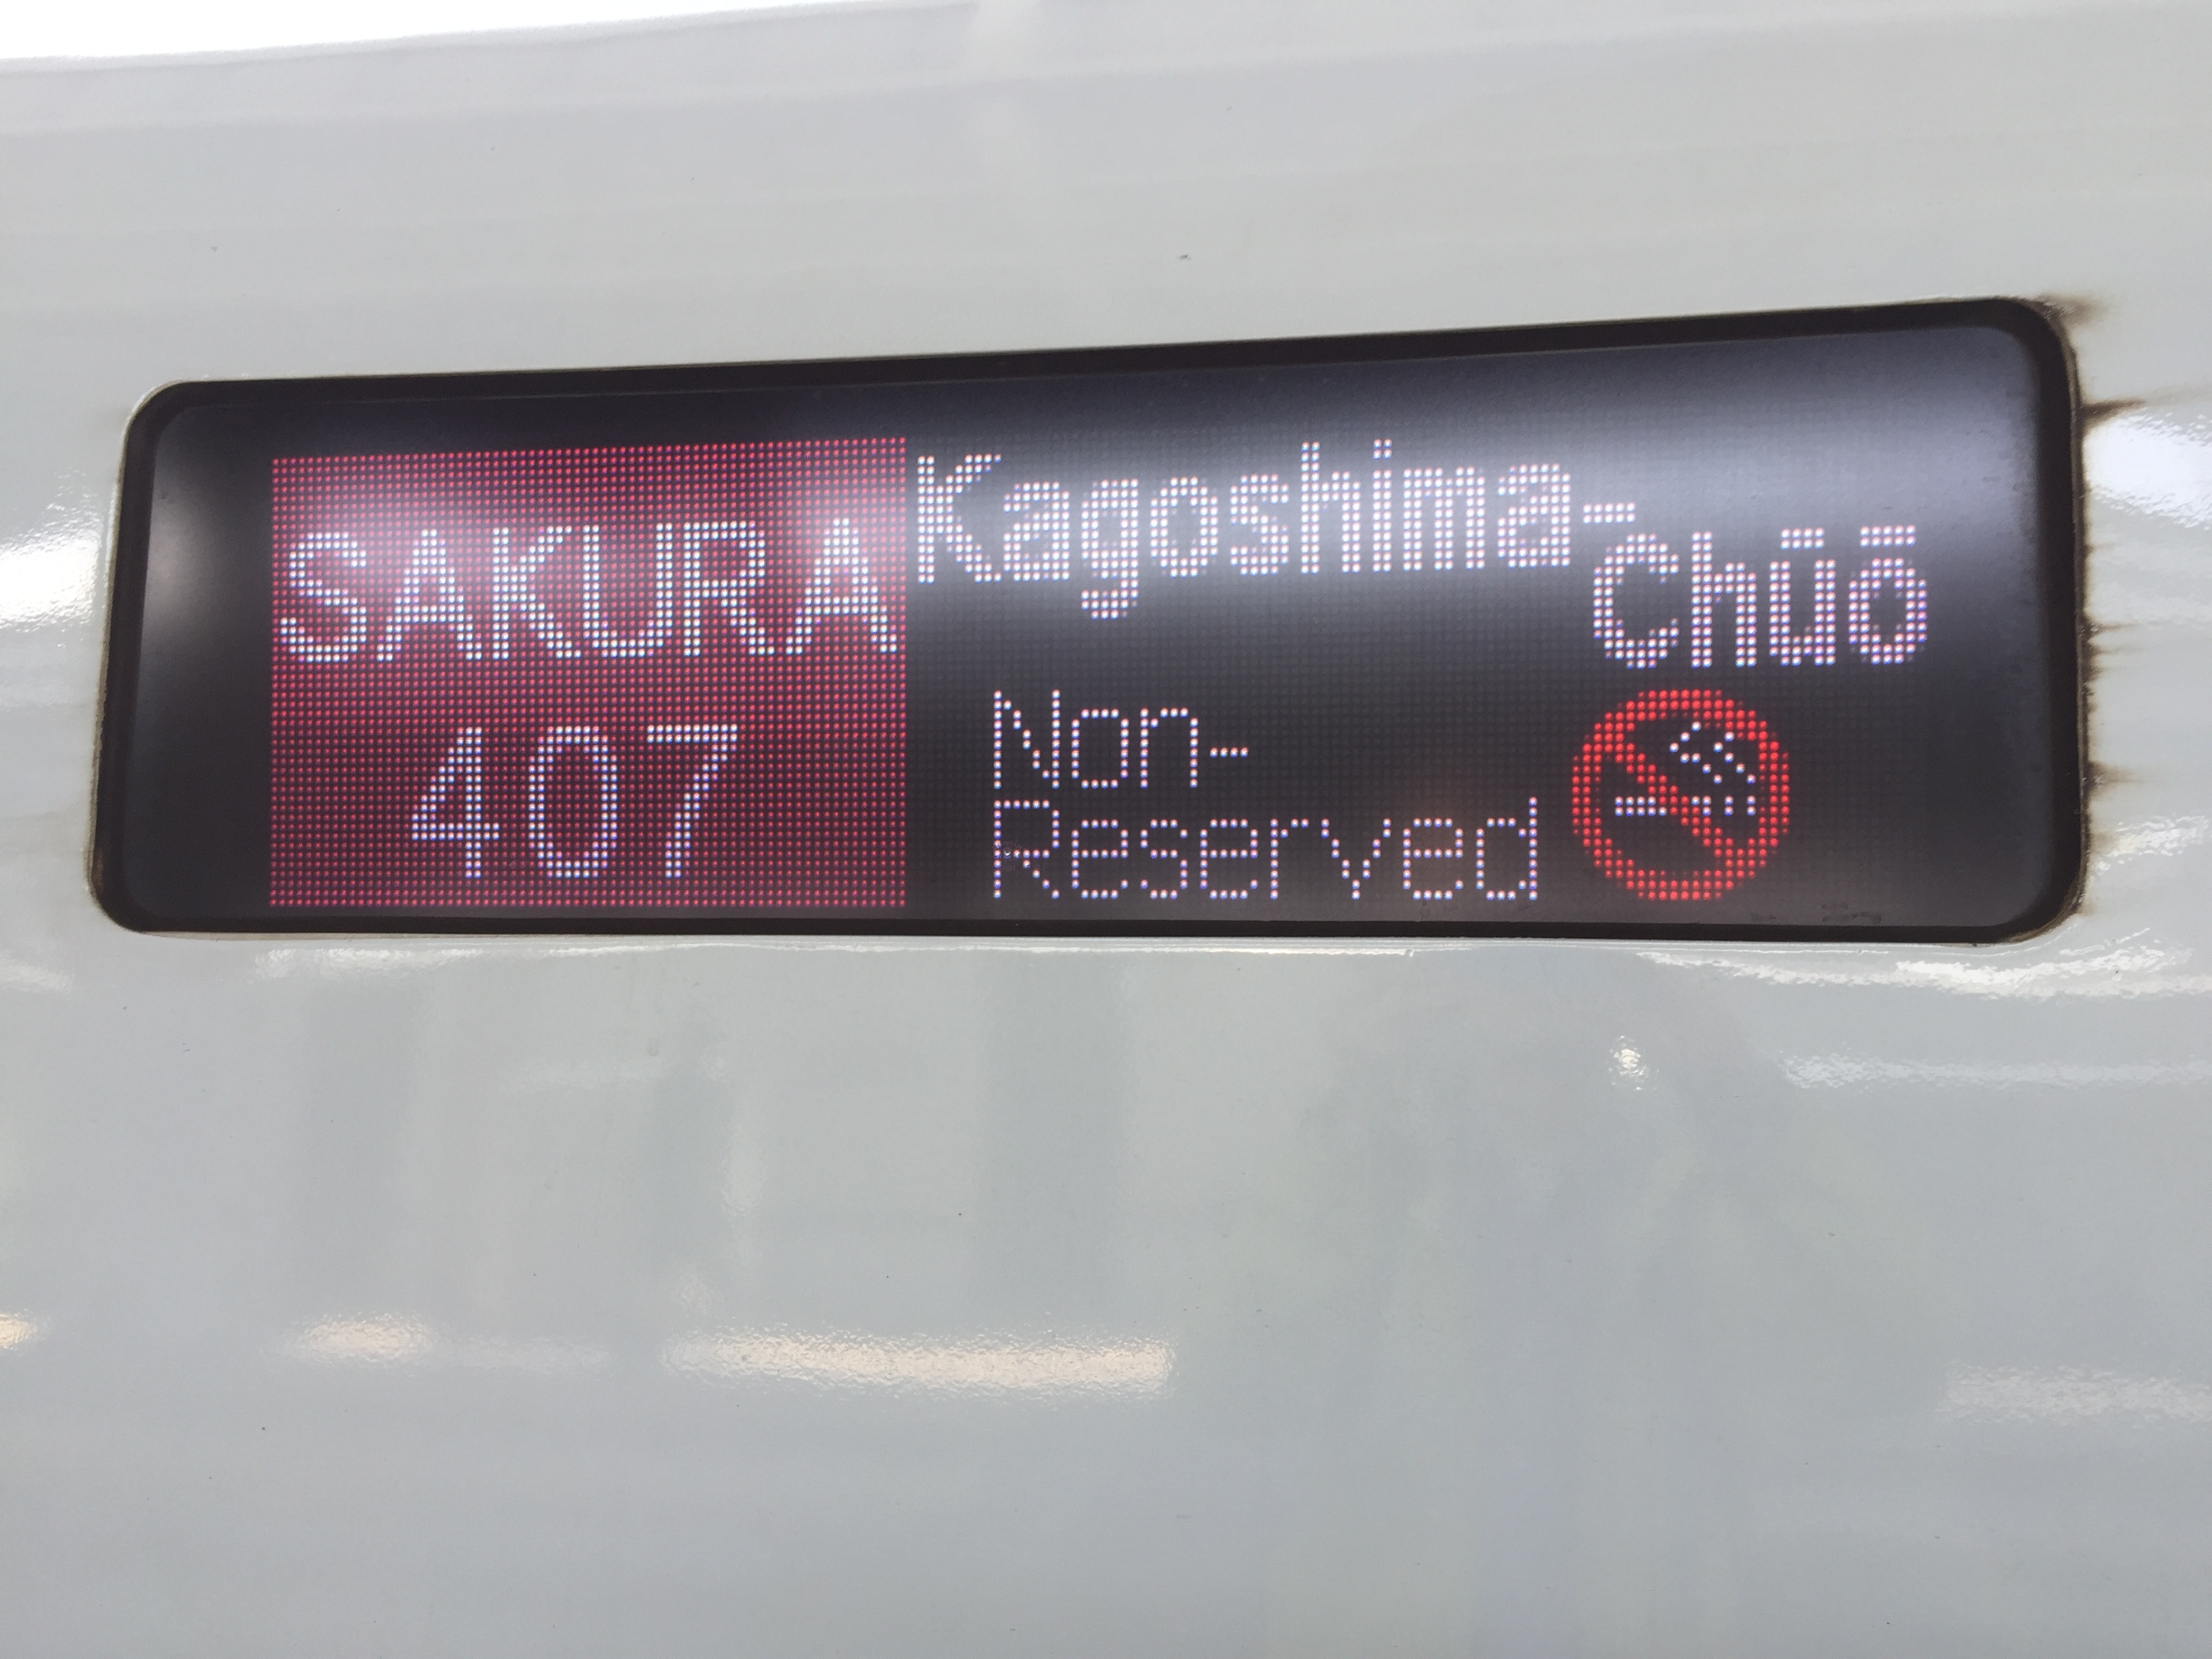 SAKURA
407
Kagoshima-
Chūō
Non-
Reserved